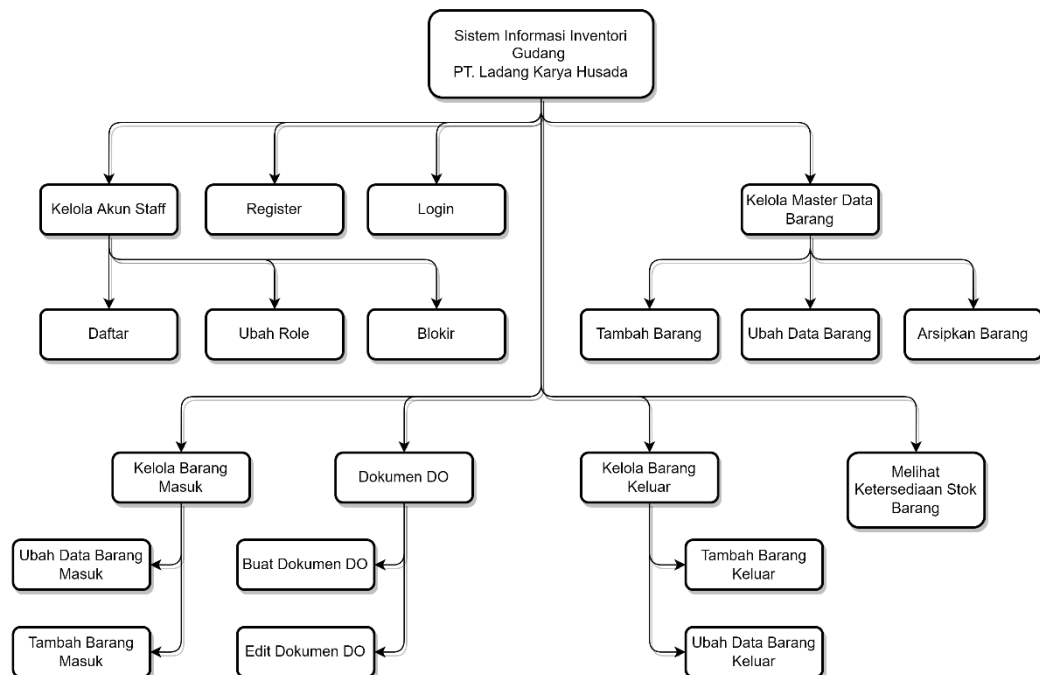 Sistem Informasi Inventori
Gudang
PT. Ladang Karya Husada
Kelola Akun Staff
Register
Login
Kelola Master Data
Barang
Daftar
Ubah Role
Blokir
Tambah Barang
Ubah Data Barang
Arsipkan Barang
Kelola Barang
Masuk
Dokumen DO
Kelola Barang
Keluar
Melihat
Ketersediaan Stok
Barang
Ubah Data Barang
Masuk
Buat Dokumen DO
Tambah Barang
Keluar
Tambah Barang
Masuk
Edit Dokumen DO
Ubah Data Barang
Keluar